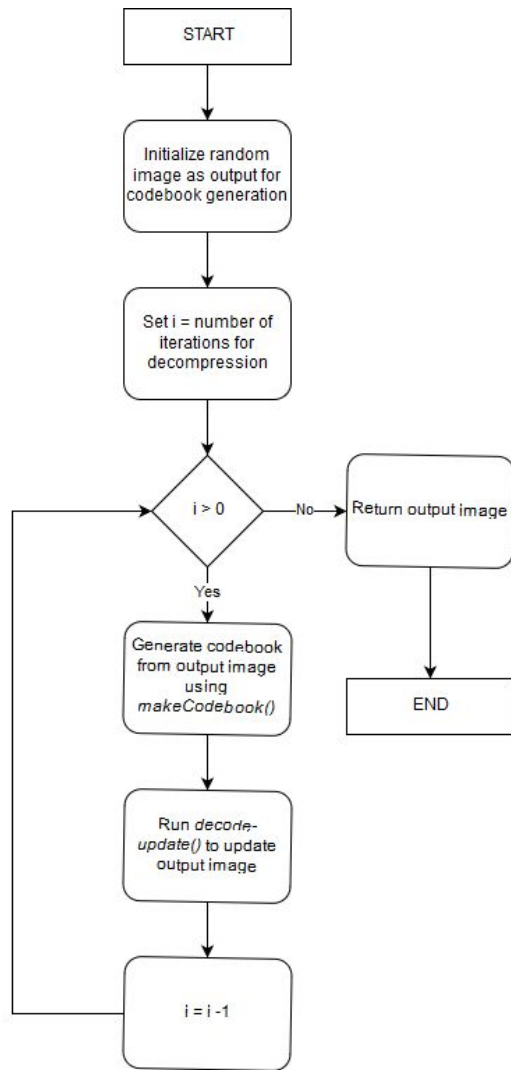 START
Initialize random
image as output for
codebook generation
Set i = number of
iterations for
decompression
i > 0
No
Return output image
END
Yes
Generate codebook
from output image
using
makeCodebook()
Run decode-
update() to update
output image
i = i -1